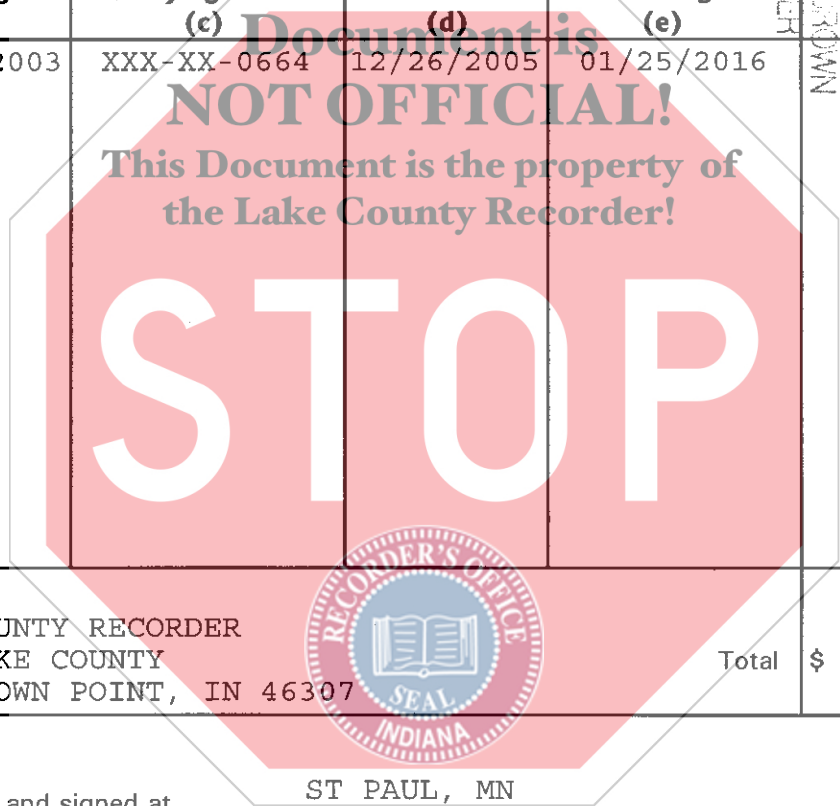 (c) (d) (e)
Document is
2003 XXX-XX-0664 12/26/2005 01/25/2016
NOT OFFICIAL!
This Document is the property of
the Lake County Recorder!
STOP
RECORDER'S OFFICE
SEAL
INDIANA
UNTY RECORDER
KE COUNTY
OWN POINT, IN 46307
Total $
and signed at
ST PAUL, MN
ROWN
ER